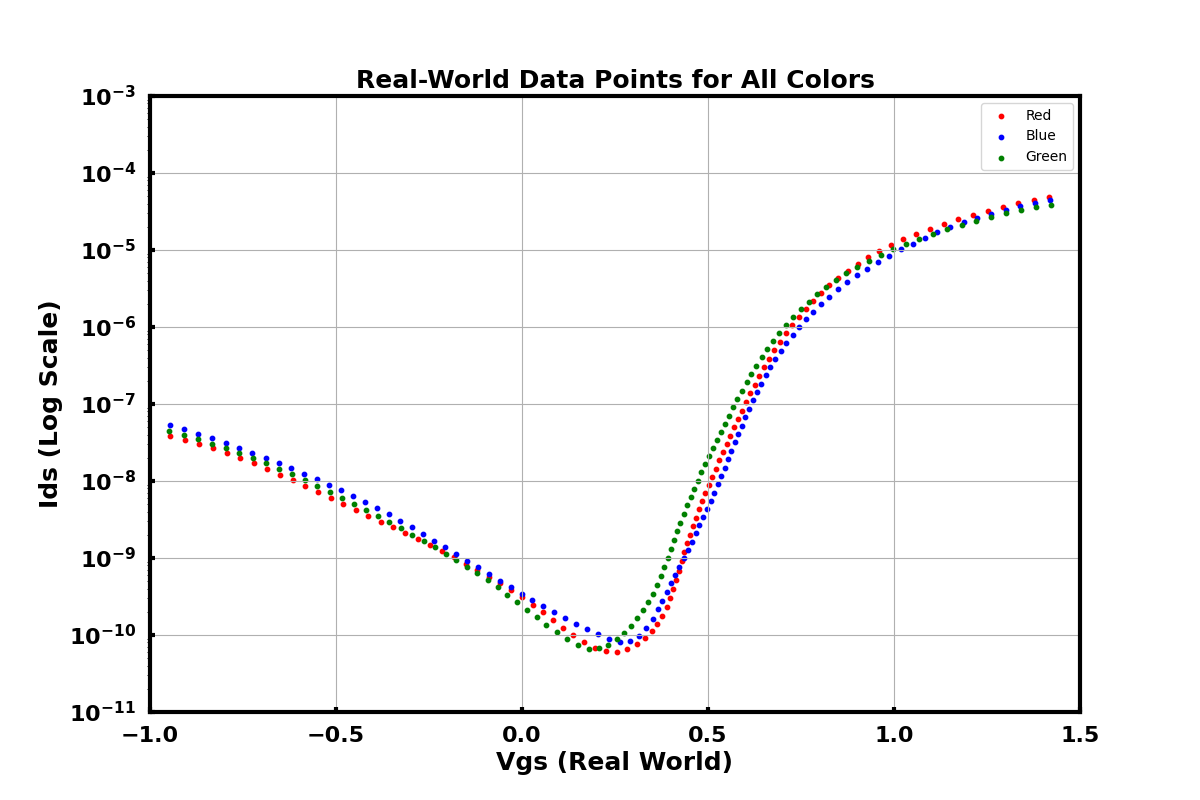 Real-World Data Points for All Colors
Ids (Log Scale)
10⁻³
10⁻⁴
10⁻⁵
10⁻⁶
10⁻⁷
10⁻⁸
10⁻⁹
10⁻¹⁰
10⁻¹¹
Red
Blue
Green
−1.0 −0.5 0.0 0.5 1.0 1.5
Vgs (Real World)